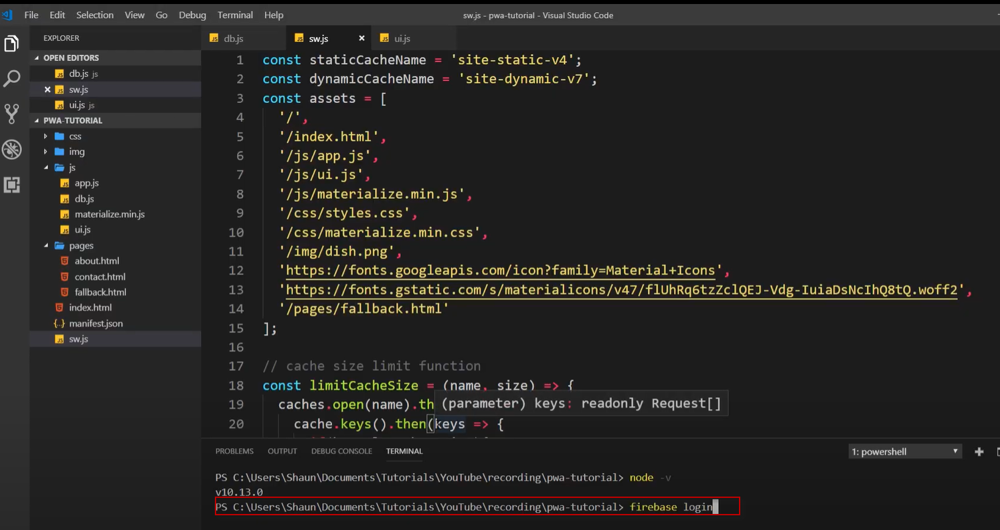 File Edit Selection View Go Debug Terminal Help
sw.js - pwa-tutorial - Visual Studio Code
EXPLORER
OPEN EDITORS
db.js js
sw.js
ui.js js
PWA-TUTORIAL
css
img
js
app.js
db.js
materialize.min.js
ui.js
pages
about.html
contact.html
fallback.html
index.html
manifest.json
sw.js
db.js sw.js ui.js
1 const staticCacheName = 'site-static-v4';
2 const dynamicCacheName = 'site-dynamic-v7';
3 const assets = [
4 '/',
5 '/index.html',
6 '/js/app.js',
7 '/js/ui.js',
8 '/js/materialize.min.js',
9 '/css/styles.css',
10 '/css/materialize.min.css',
11 '/img/dish.png',
12 'https://fonts.googleapis.com/icon?family=Material+Icons',
13 'https://fonts.gstatic.com/s/materialicons/v47/flUhRq6tzZclQEJ-Vdg-IuiaDsNcIhQ8tQ.woff2',
14 '/pages/fallback.html'
15 ];
16
17 // cache size limit function
18 const limitCacheSize = (name, size) => {
19 caches.open(name).th
(parameter) keys: readonly Request[]
20 cache.keys().then(keys => {
PROBLEMS OUTPUT DEBUG CONSOLE TERMINAL
1: powershell
PS C:\Users\Shaun\Documents\Tutorials\YouTube\recording\pwa-tutorial> node -v
v10.13.0
PS C:\Users\Shaun\Documents\Tutorials\YouTube\recording\pwa-tutorial> firebase login